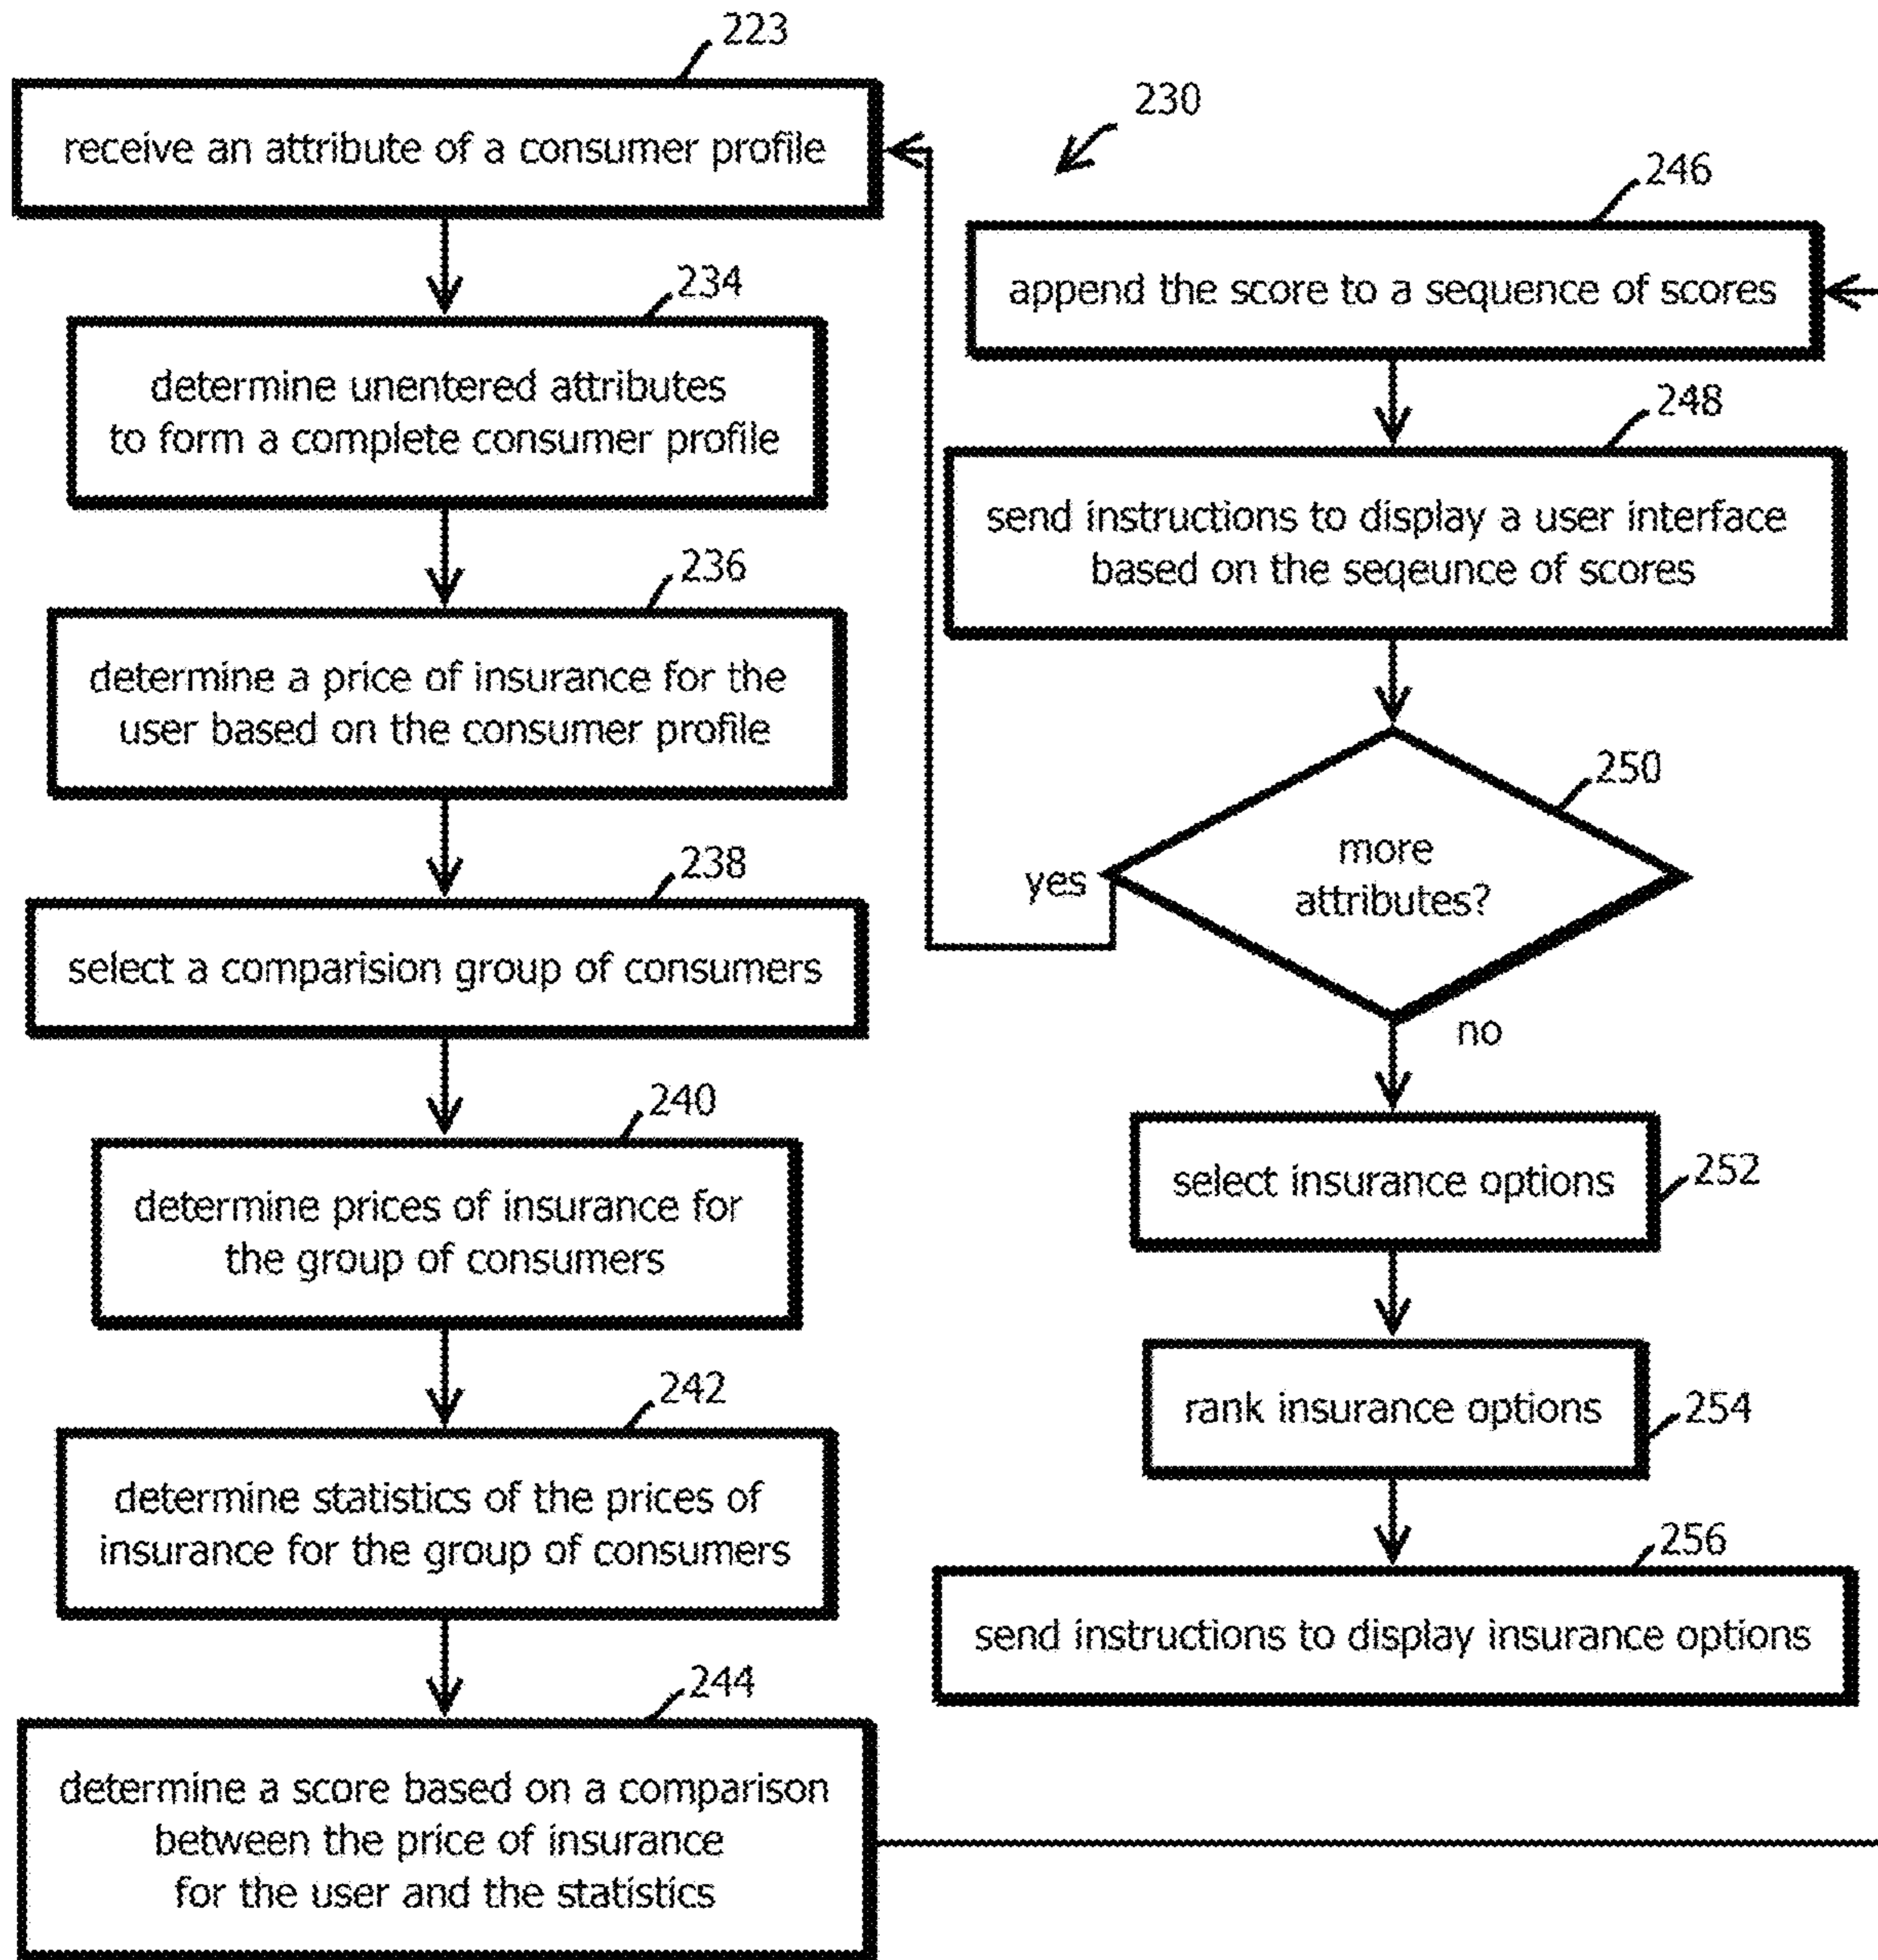 223
receive an attribute of a consumer profile
234
determine unentered attributes
to form a complete consumer profile
236
determine a price of insurance for the
user based on the consumer profile
238
select a comparision group of consumers
240
determine prices of insurance for
the group of consumers
242
determine statistics of the prices of
insurance for the group of consumers
244
determine a score based on a comparison
between the price of insurance
for the user and the statistics
230
246
append the score to a sequence of scores
248
send instructions to display a user interface
based on the seqeunce of scores
250
more
attributes?
yes
no
252
select insurance options
254
rank insurance options
256
send instructions to display insurance options